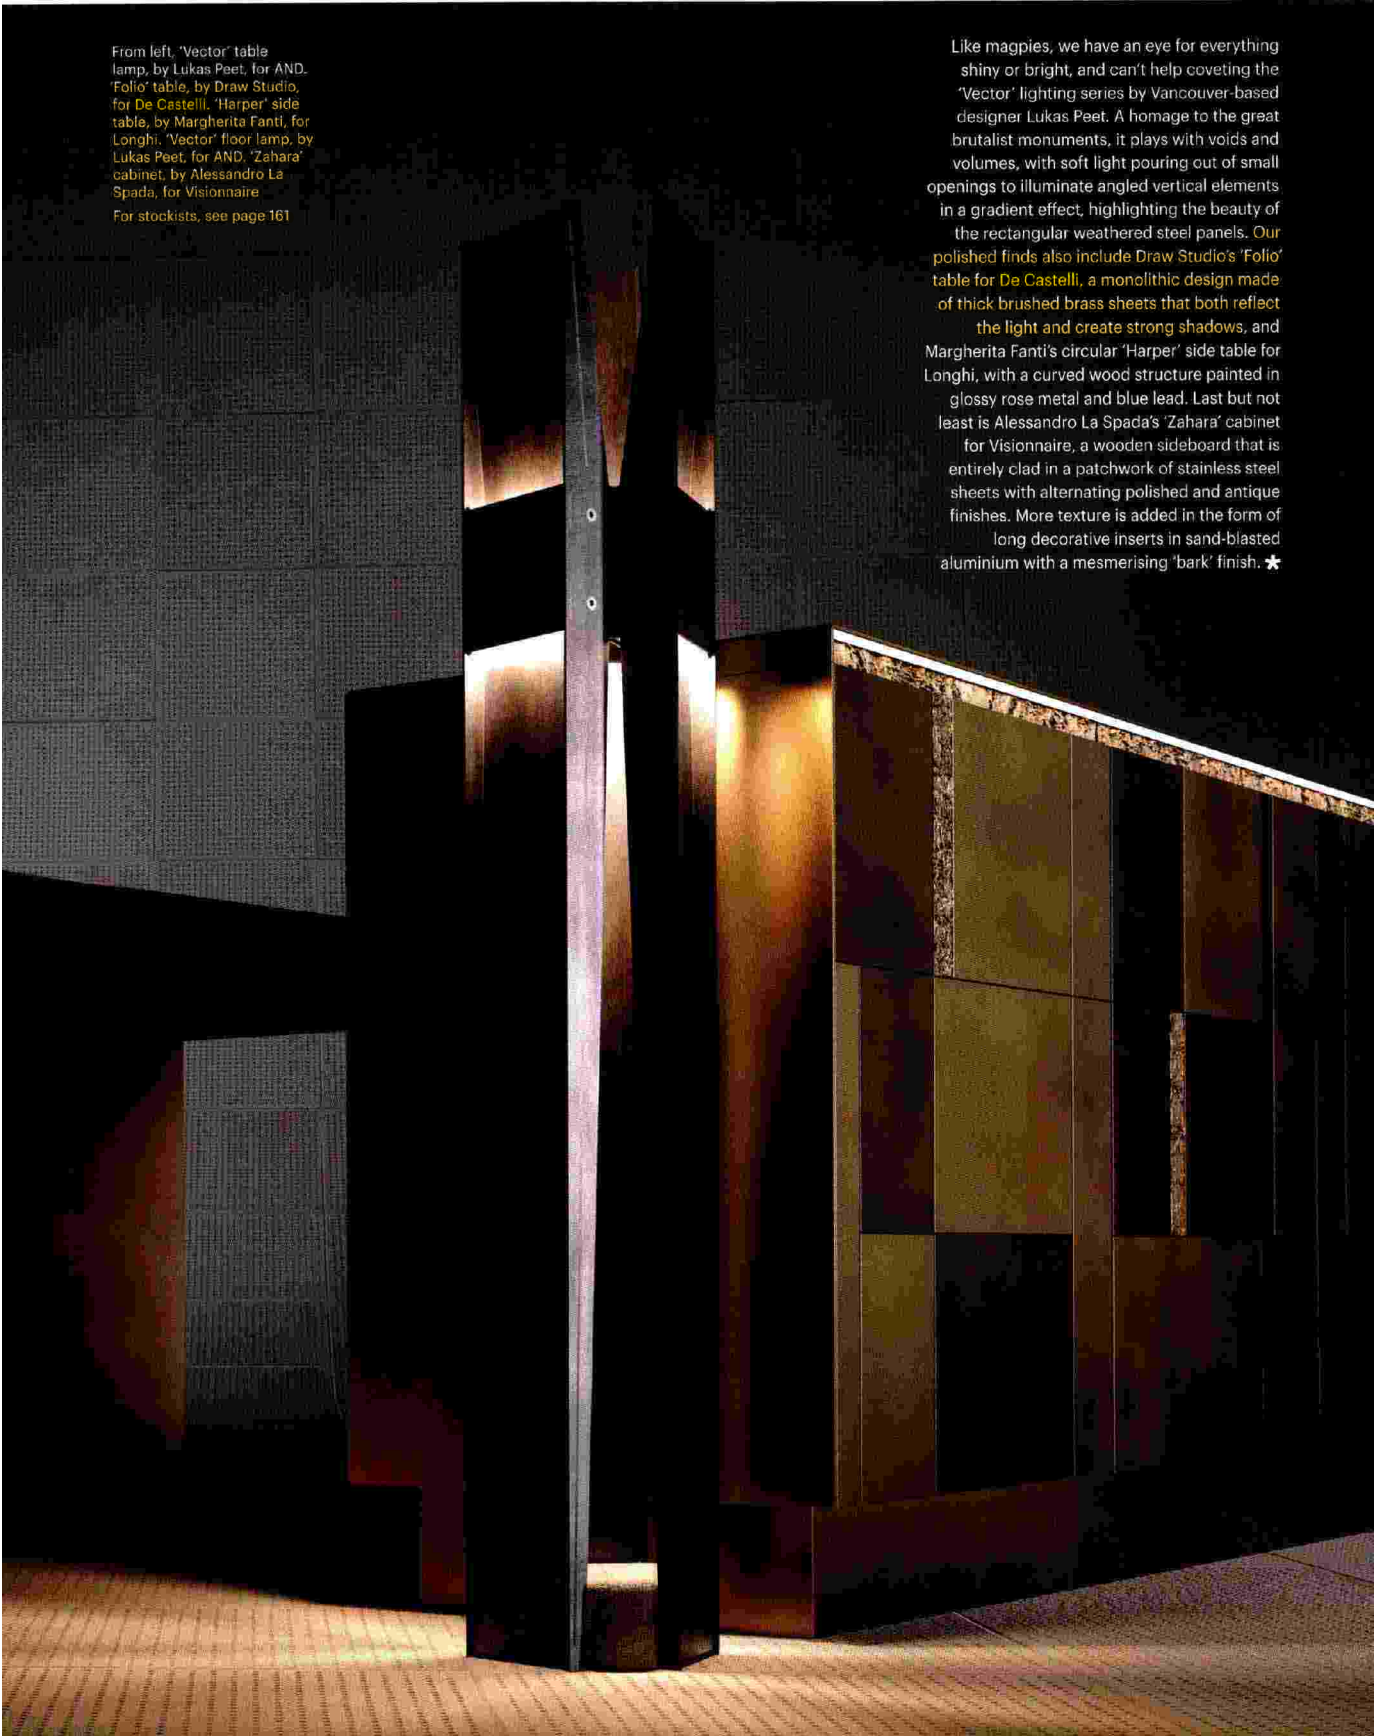 From left, 'Vector' table
lamp, by Lukas Peet, for AND.
'Folio' table, by Draw Studio,
for De Castelli. 'Harper' side
table, by Margherita Fanti, for
Longhi. 'Vector' floor lamp, by
Lukas Peet, for AND. 'Zahara'
cabinet, by Alessandro La
Spada, for Visionnaire
For stockists, see page 161
Like magpies, we have an eye for everything
shiny or bright, and can't help coveting the
'Vector' lighting series by Vancouver-based
designer Lukas Peet. A homage to the great
brutalist monuments, it plays with voids and
volumes, with soft light pouring out of small
openings to illuminate angled vertical elements
in a gradient effect, highlighting the beauty of
the rectangular weathered steel panels. Our
polished finds also include Draw Studio's 'Folio'
table for De Castelli, a monolithic design made
of thick brushed brass sheets that both reflect
the light and create strong shadows, and
Margherita Fanti's circular 'Harper' side table for
Longhi, with a curved wood structure painted in
glossy rose metal and blue lead. Last but not
least is Alessandro La Spada's 'Zahara' cabinet
for Visionnaire, a wooden sideboard that is
entirely clad in a patchwork of stainless steel
sheets with alternating polished and antique
finishes. More texture is added in the form of
long decorative inserts in sand-blasted
aluminium with a mesmerising 'bark' finish. ★